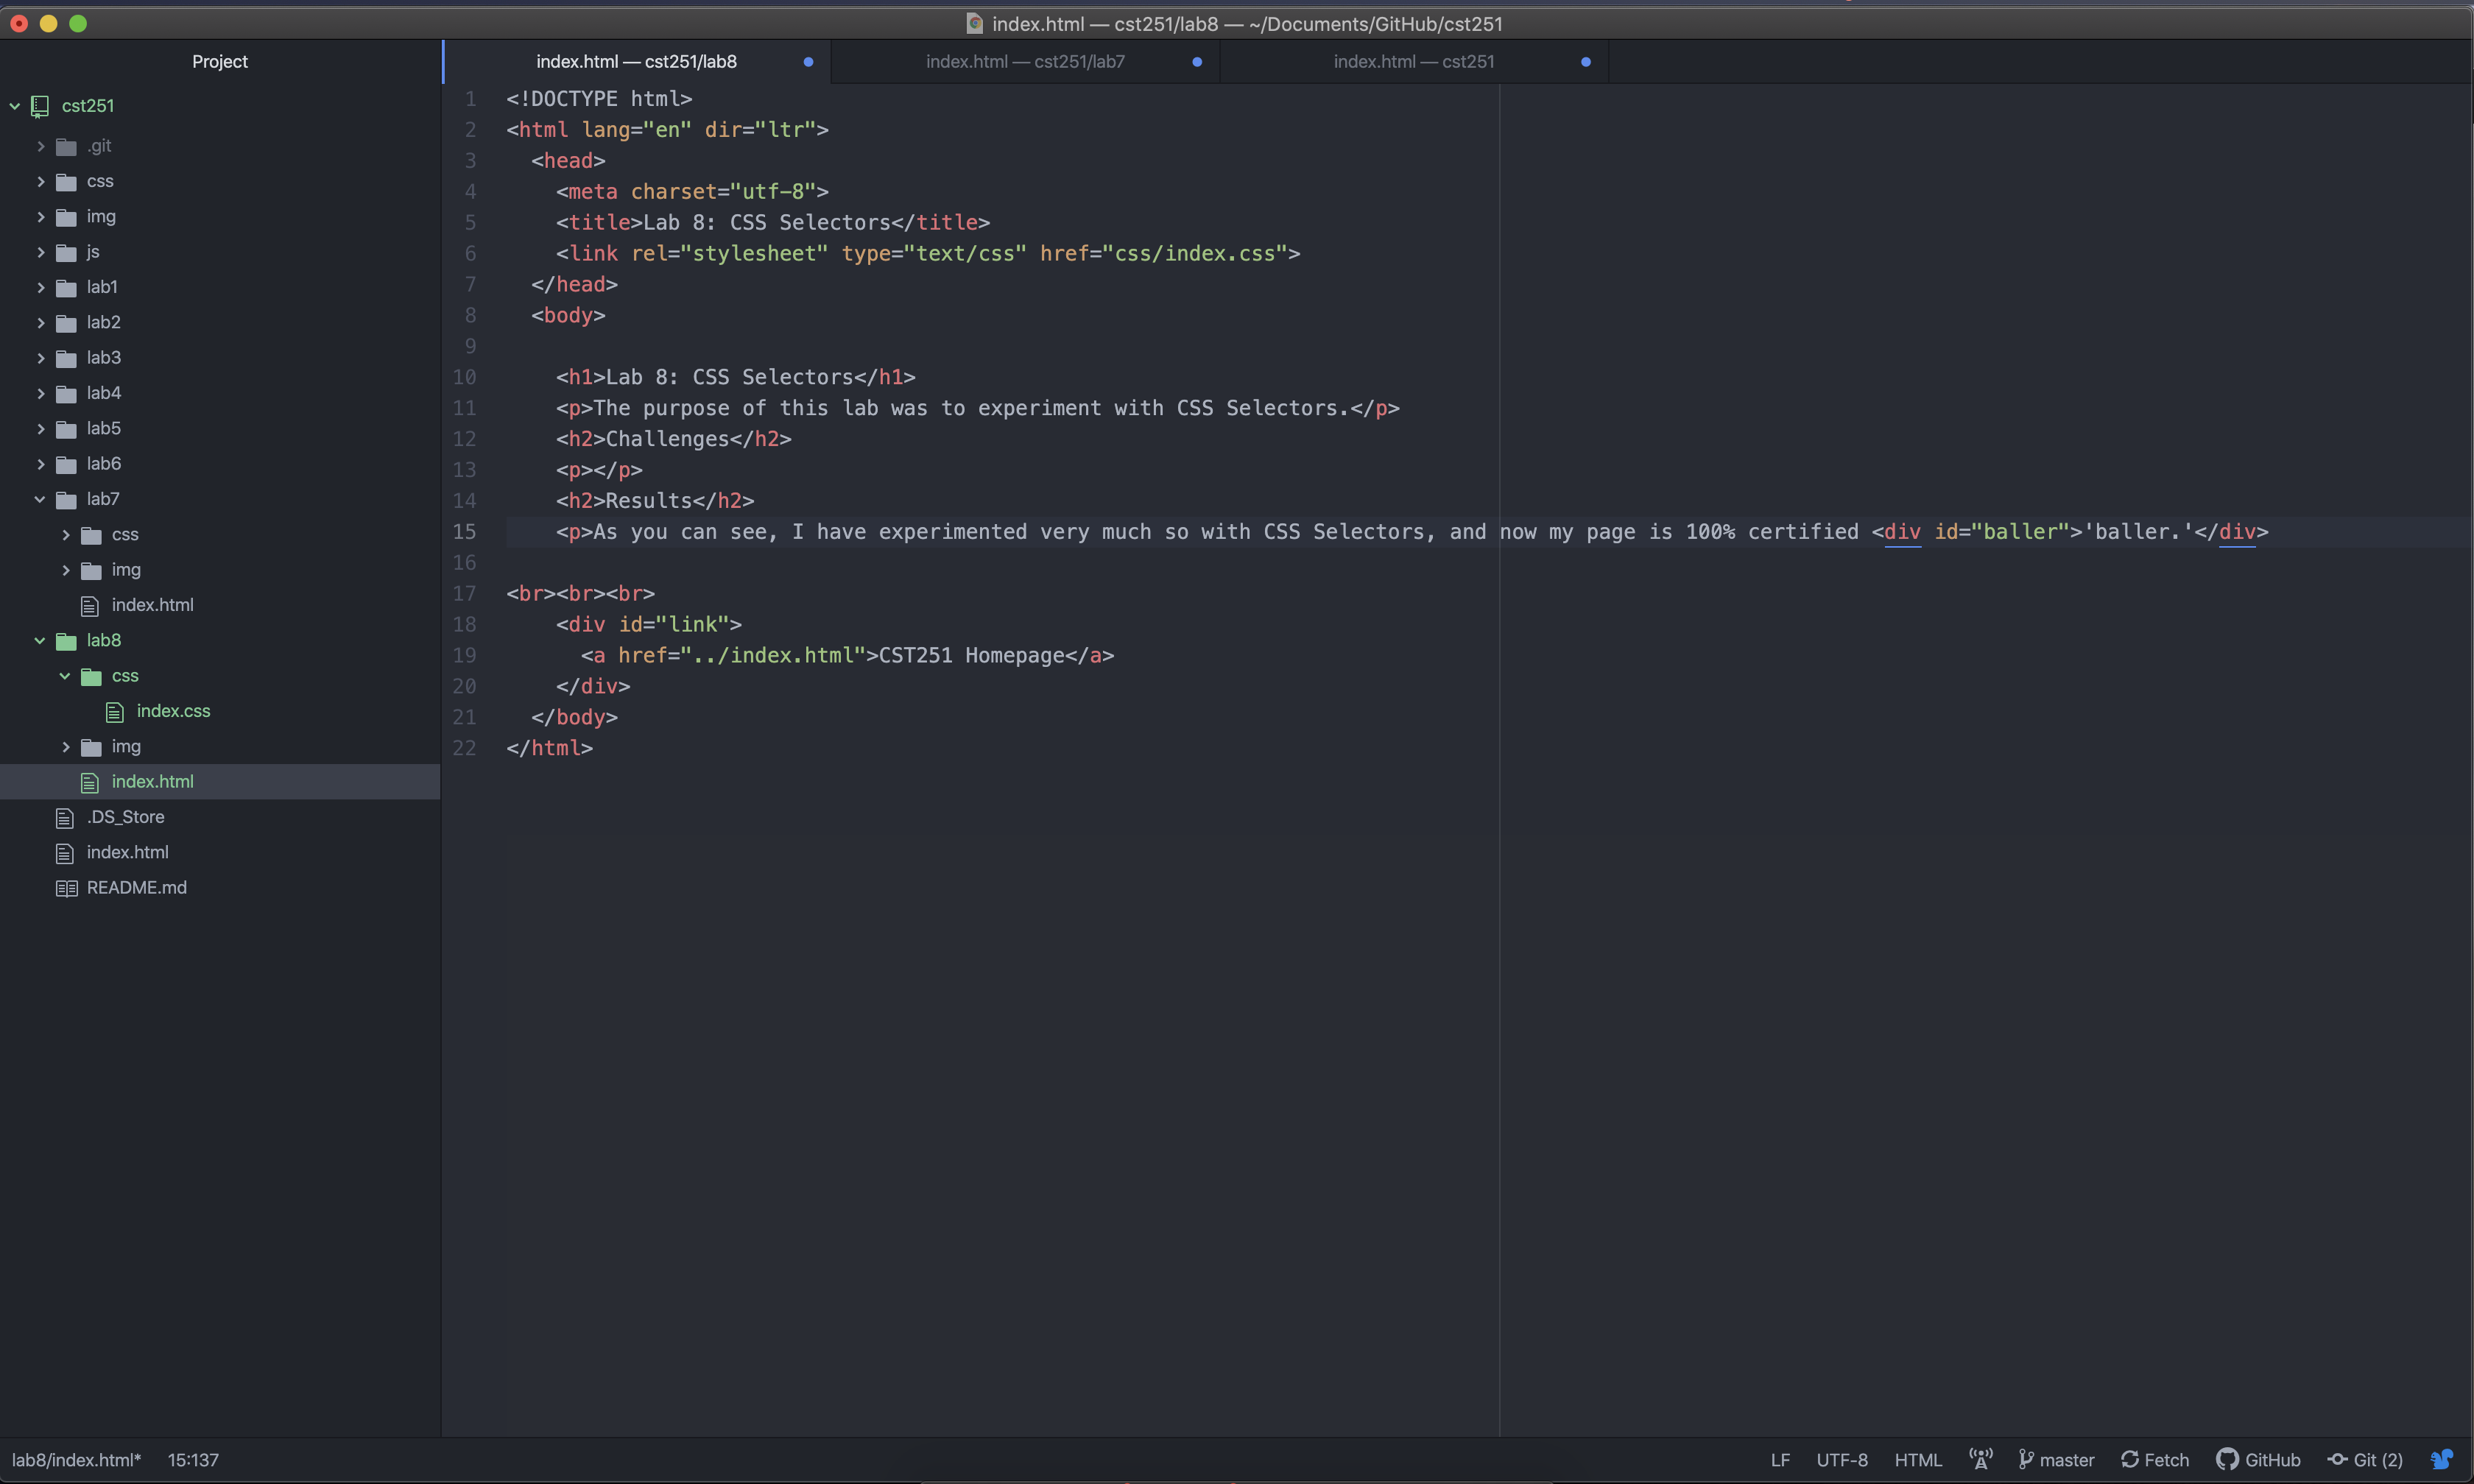 index.html — cst251/lab8 — ~/Documents/GitHub/cst251
Project
index.html — cst251/lab8
index.html — cst251/lab7
index.html — cst251
cst251
.git
css
img
js
lab1
lab2
lab3
lab4
lab5
lab6
lab7
css
img
index.html
lab8
css
index.css
img
index.html
.DS_Store
index.html
README.md
1 <!DOCTYPE html>
2 <html lang="en" dir="ltr">
3   <head>
4     <meta charset="utf-8">
5     <title>Lab 8: CSS Selectors</title>
6     <link rel="stylesheet" type="text/css" href="css/index.css">
7   </head>
8   <body>
9
10     <h1>Lab 8: CSS Selectors</h1>
11     <p>The purpose of this lab was to experiment with CSS Selectors.</p>
12     <h2>Challenges</h2>
13     <p></p>
14     <h2>Results</h2>
15     <p>As you can see, I have experimented very much so with CSS Selectors, and now my page is 100% certified <div id="baller">'baller.'</div>
16
17 <br><br><br>
18     <div id="link">
19       <a href="../index.html">CST251 Homepage</a>
20     </div>
21   </body>
22 </html>
lab8/index.html* 15:137 LF UTF-8 HTML master Fetch GitHub Git (2)